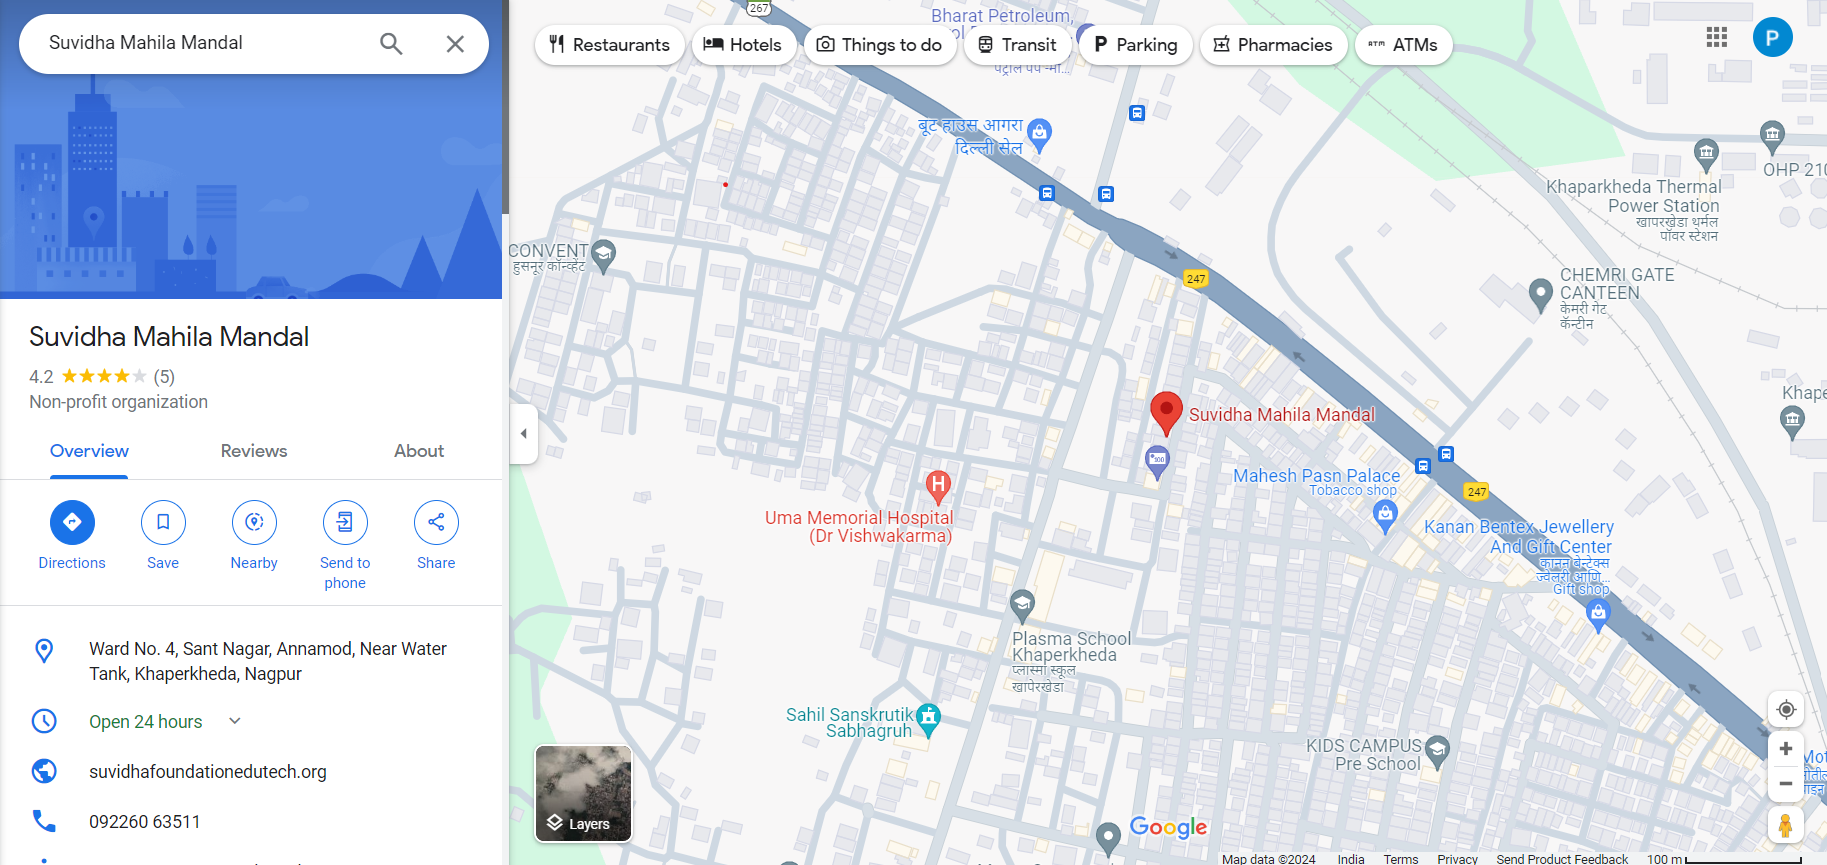 Suvidha Mahila Mandal
Restaurants
Hotels
Things to do
Transit
Parking
Pharmacies
ATM
ATMs
P
Suvidha Mahila Mandal
4.2 (5)
Non-profit organization
Overview
Reviews
About
Directions
Save
Nearby
Send to
phone
Share
Ward No. 4, Sant Nagar, Annamod, Near Water
Tank, Khaperkheda, Nagpur
Open 24 hours
suvidhafoundationedutech.org
092260 63511
267
Bharat Petroleum,
बूट हाउस आगरा
दिल्ली सेल
CONVENT
हुसनूर कॉन्व्हेंट
247
Khaparkheda Thermal
Power Station
खापरखेडा थर्मल
पॉवर स्टेशन
OHP 210
CHEMRI GATE
CANTEEN
केमरी गेट
कॅन्टीन
Khape
Suvidha Mahila Mandal
Mahesh Pasn Palace
Tobacco shop
247
Kanan Bentex Jewellery
And Gift Center
कानन बेन्टेक्स
ज्वेलरी आणि...
Gift shop
H
Uma Memorial Hospital
(Dr Vishwakarma)
Plasma School
Khaperkheda
प्लास्मा स्कूल
खापेरखेडा
Sahil Sanskrutik
Sabhagruh
KIDS CAMPUS
Pre School
Layers
Google
Map data ©2024
India
Terms
Privacy
Send Product Feedback
100 m